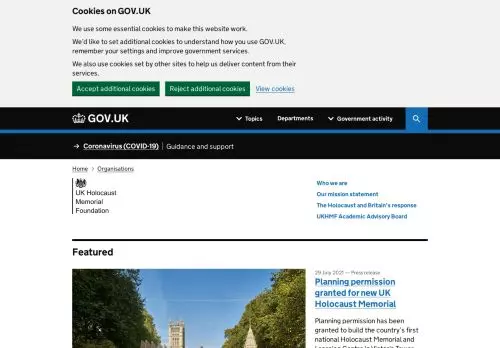 Cookies on GOV.UK
We use some essential cookies to make this website work.
We'd like to set additional cookies to understand how you use GOV.UK,
remember your settings and improve government services.
We also use cookies set by other sites to help us deliver content from their
services.
Accept additional cookies Reject additional cookies View cookies
GOV.UK Topics Departments Government activity
→ Coronavirus (COVID-19) | Guidance and support
Home > Organisations
UK Holocaust
Memorial
Foundation
Who we are
Our mission statement
The Holocaust and Britain's response
UKHMF Academic Advisory Board
Featured
29 July 2021 — Press release
Planning permission
granted for new UK
Holocaust Memorial
Planning permission has been
granted to build the country's first
national Holocaust Memorial and